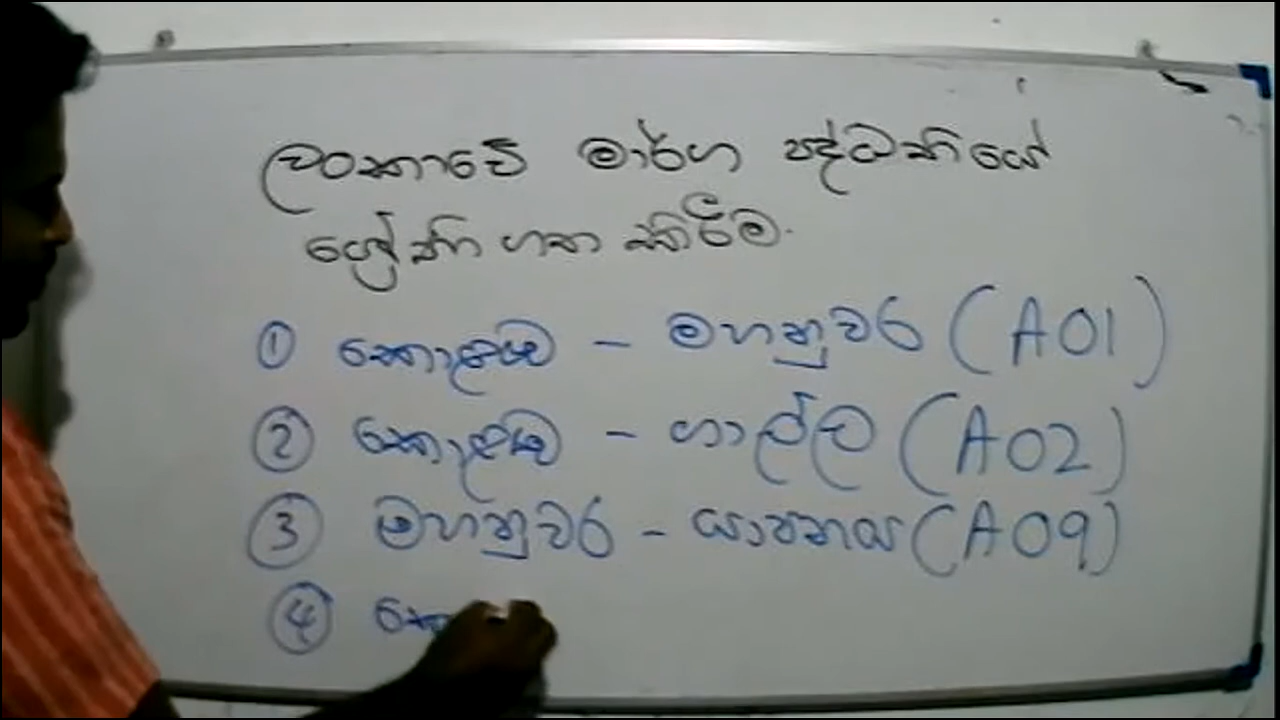 ලංකාවේ මාර්ග පද්ධතියේ
ශ්‍රේණි ගත කිරීම.
① කොළඹ - මහනුවර (A01)
② කොළඹ - ගාල්ල (A02)
③ මහනුවර - යාපනය (A09)
④